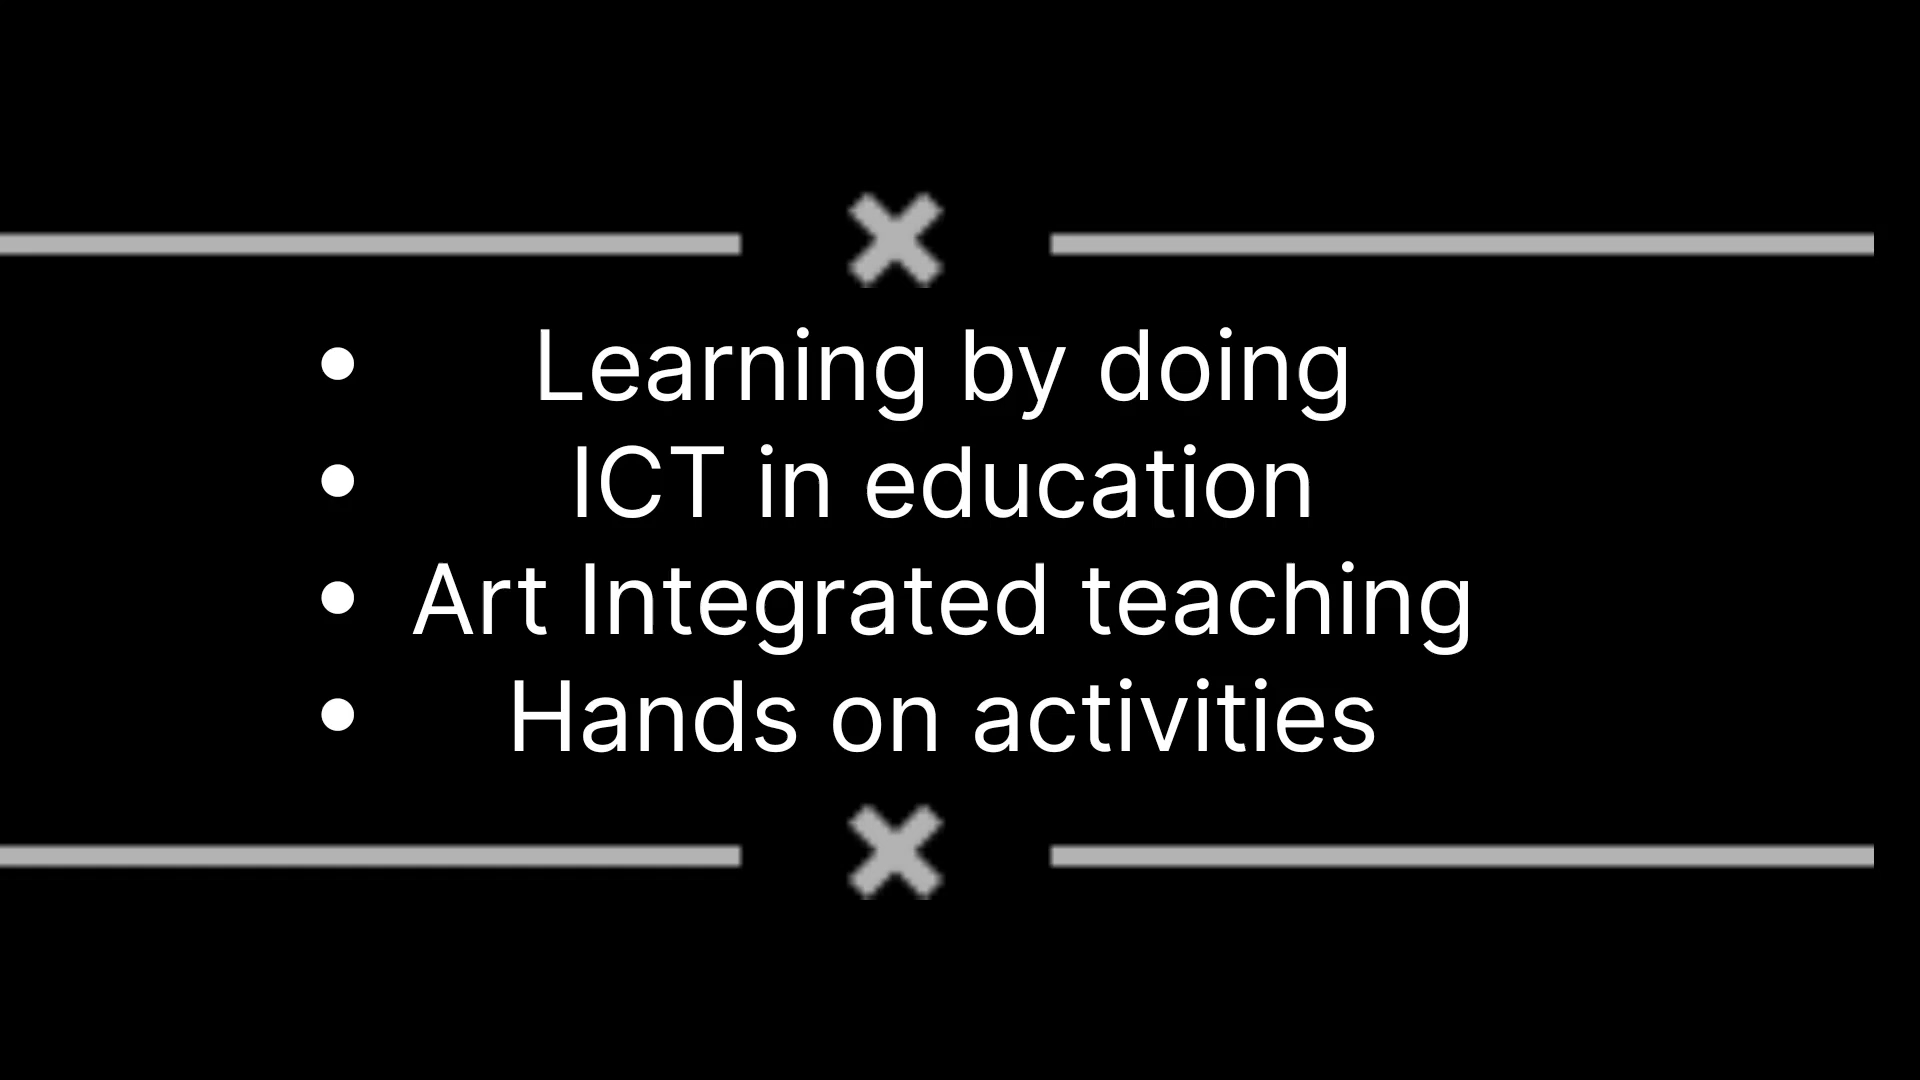 • Learning by doing
• ICT in education
• Art Integrated teaching
• Hands on activities